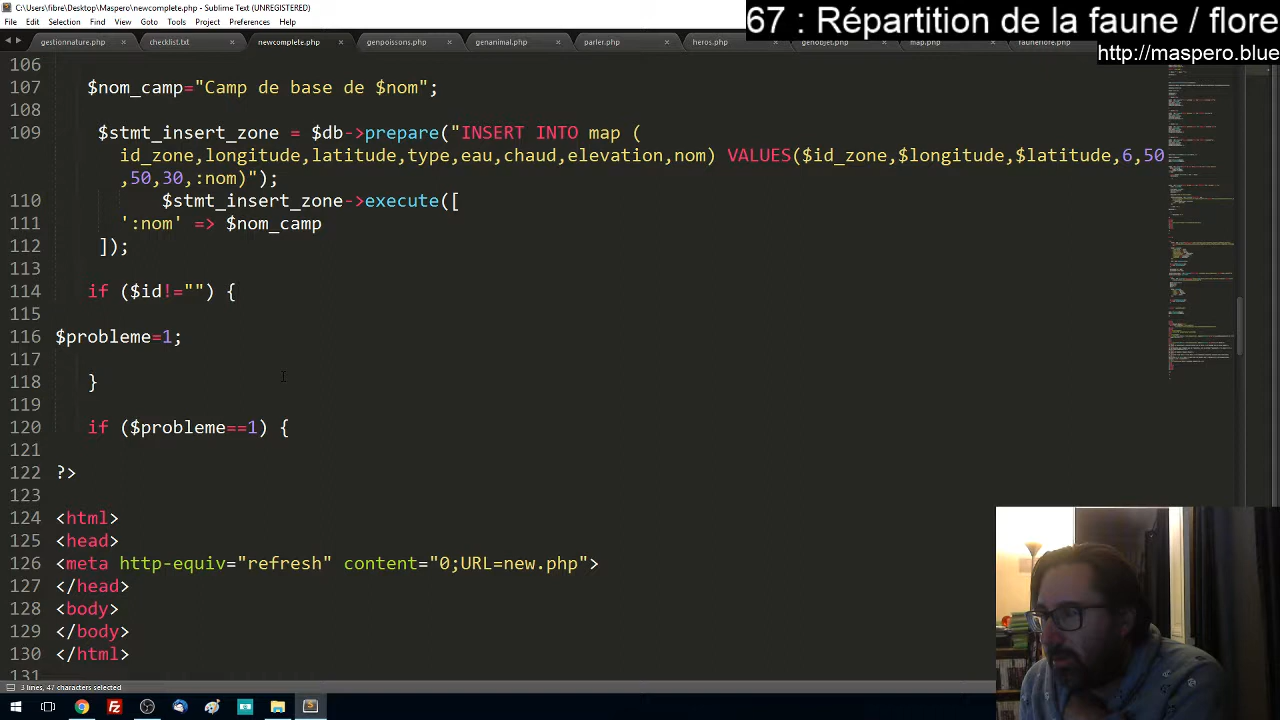 C:\Users\fibre\Desktop\Maspero\newcomplete.php - Sublime Text (UNREGISTERED)
67 : Répartition de la faune / flore
http://maspero.blue
File Edit Selection Find View Goto Tools Project Preferences Help
gestionnature.php checklist.txt newcomplete.php genpoissons.php genanimal.php parler.php heros.php genobjet.php map.php fauneflore.php
106
107 $nom_camp="Camp de base de $nom";
108
109 $stmt_insert_zone = $db->prepare("INSERT INTO map (
id_zone,longitude,latitude,type,eau,chaud,elevation,nom) VALUES($id_zone,$longitude,$latitude,6,50
,50,30,:nom)");
110 $stmt_insert_zone->execute([
111 ':nom' => $nom_camp
112 ]);
113
114 if ($id!="") {
115
116 $probleme=1;
117
118 }
119
120 if ($probleme==1) {
121
122 ?>
123
124 <html>
125 <head>
126 <meta http-equiv="refresh" content="0;URL=new.php">
127 </head>
128 <body>
129 </body>
130 </html>
131
3 lines, 47 characters selected